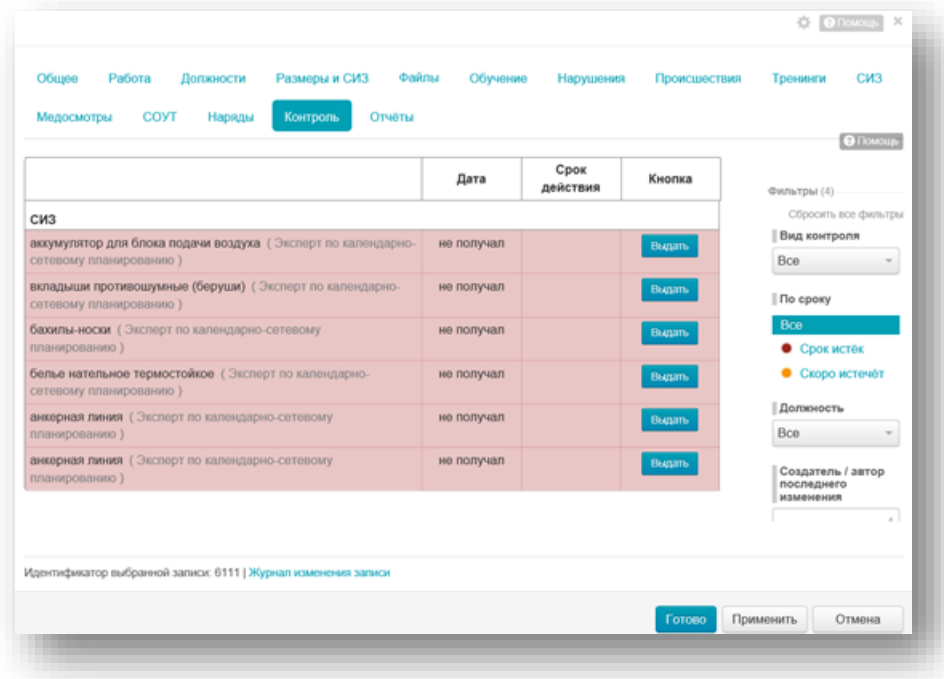 Помощь
Общее Работа Должности Размеры и СИЗ Файлы Обучение Нарушения Происшествия Тренинги СИЗ
Медосмотры СОУТ Наряды Контроль Отчёты
Помощь
Дата Срок действия Кнопка
СИЗ
аккумулятор для блока подачи воздуха ( Эксперт по календарно-
сетевому планированию )
не получал Выдать
вкладыши противошумные (беруши) ( Эксперт по календарно-
сетевому планированию )
не получал Выдать
бахилы-носки ( Эксперт по календарно-сетевому
планированию )
не получал Выдать
белье нательное термостойкое ( Эксперт по календарно-
сетевому планированию )
не получал Выдать
анкерная линия ( Эксперт по календарно-сетевому
планированию )
не получал Выдать
анкерная линия ( Эксперт по календарно-сетевому
планированию )
не получал Выдать
Фильтры (4)
Сбросить все фильтры
Вид контроля
Все
По сроку
Все
Срок истёк
Скоро истечёт
Должность
Все
Создатель / автор
последнего
изменения
Идентификатор выбранной записи: 6111 | Журнал изменения записи
Готово Применить Отмена